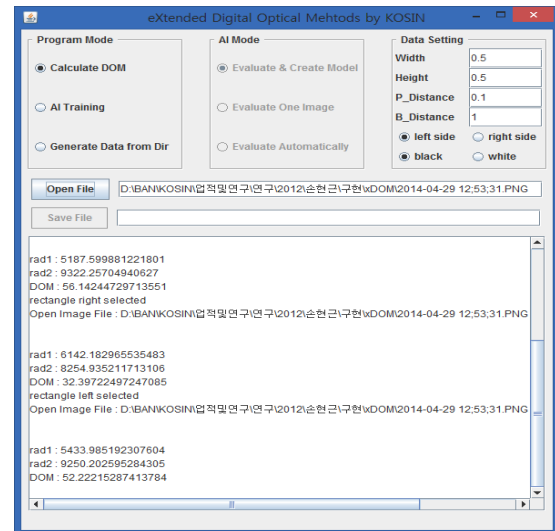 eXtended Digital Optical Mehtods by KOSIN
Program Mode
Calculate DOM
AI Training
Generate Data from Dir
AI Mode
Evaluate & Create Model
Evaluate One Image
Evaluate Automatically
Data Setting
Width 0.5
Height 0.5
P_Distance 0.1
B_Distance 1
left side right side
black white
Open File D:\BAN\KOSIN\업적및연구\연구\2012\손현근\구현\xDOM\2014-04-29 12,53,31.PNG
Save File
rad1 : 5187.599881221801
rad2 : 9322.25704940627
DOM : 56.14244729713551
rectangle right selected
Open Image File : D:\BAN\KOSIN\업적및연구\연구\2012\손현근\구현\xDOM\2014-04-29 12,53,31.PNG
rad1 : 6142.182965535483
rad2 : 8254.935211713106
DOM : 32.39722497247085
rectangle left selected
Open Image File : D:\BAN\KOSIN\업적및연구\연구\2012\손현근\구현\xDOM\2014-04-29 12,53,31.PNG
rad1 : 5433.985192307604
rad2 : 9250.202595284305
DOM : 52.22215287413784